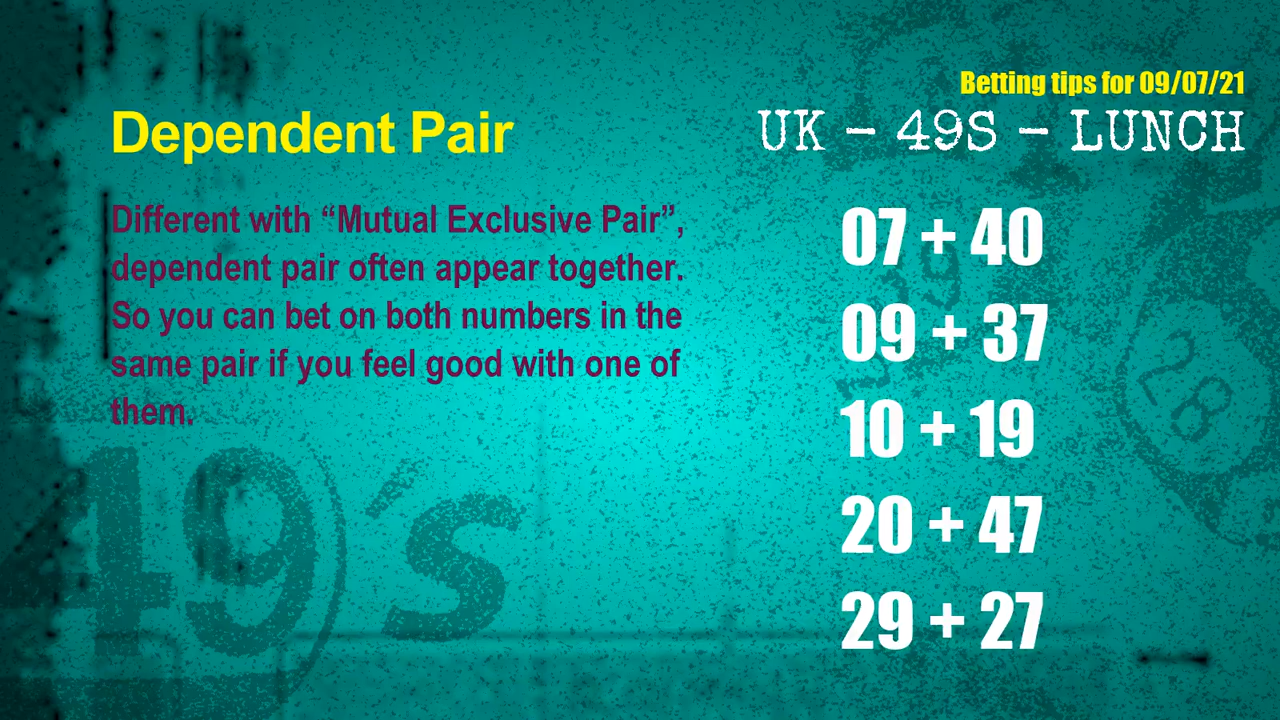 Betting tips for 09/07/21
UK - 49S - LUNCH
Dependent Pair
Different with “Mutual Exclusive Pair”,
dependent pair often appear together.
So you can bet on both numbers in the
same pair if you feel good with one of
them.
07 + 40
09 + 37
10 + 19
20 + 47
29 + 27
49's
28